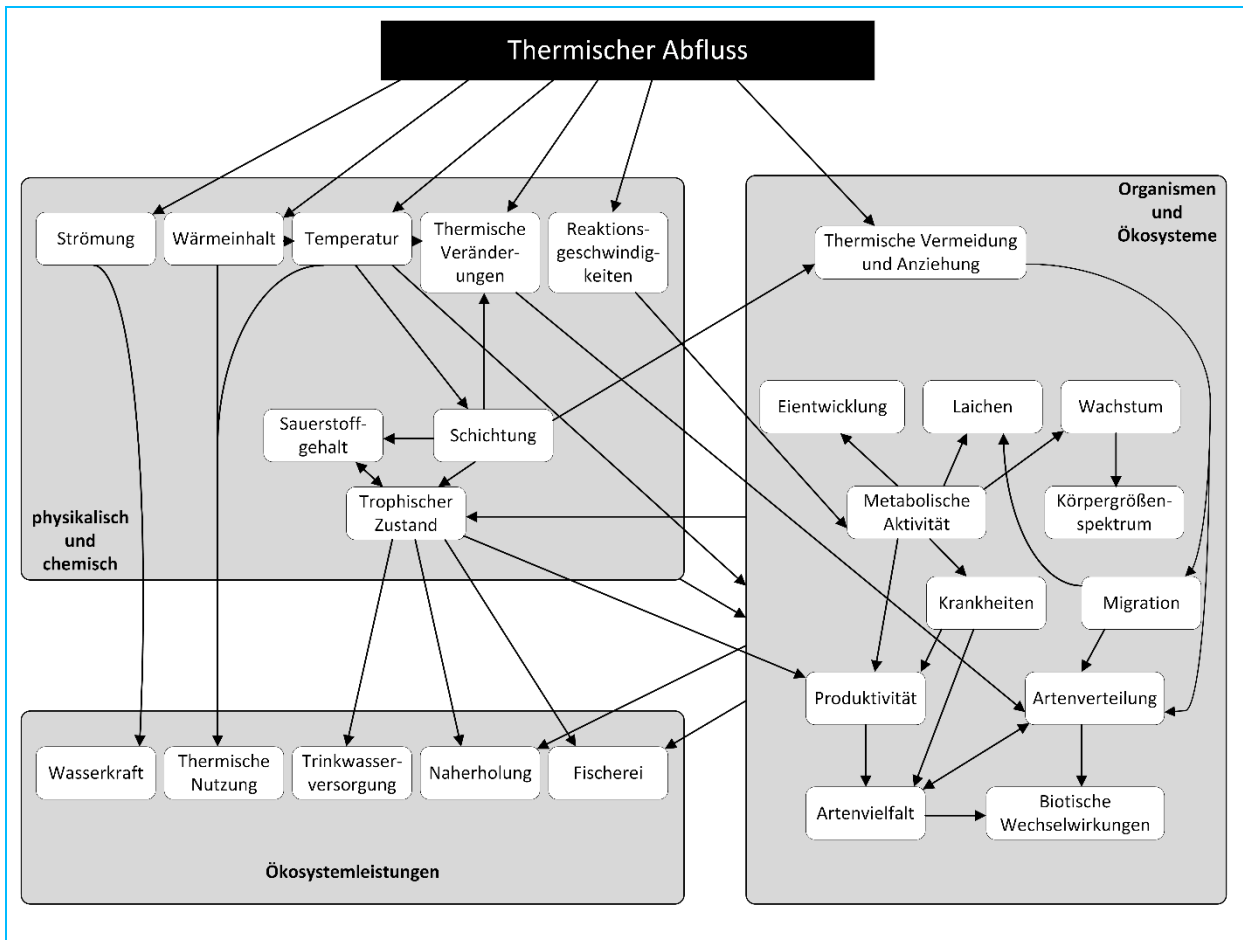 Thermischer Abfluss
Strömung
Wärmeinhalt
Temperatur
Thermische
Veränder-
ungen
Reaktions-
geschwindig-
keiten
Sauerstoff-
gehalt
Schichtung
Trophischer
Zustand
physikalisch
und
chemisch
Organismen
und
Ökosysteme
Thermische Vermeidung
und Anziehung
Eientwicklung
Laichen
Wachstum
Metabolische
Aktivität
Körpergrößen-
spektrum
Krankheiten
Migration
Produktivität
Artenverteilung
Artenvielfalt
Biotische
Wechselwirkungen
Wasserkraft
Thermische
Nutzung
Trinkwasser-
versorgung
Naherholung
Fischerei
Ökosystemleistungen